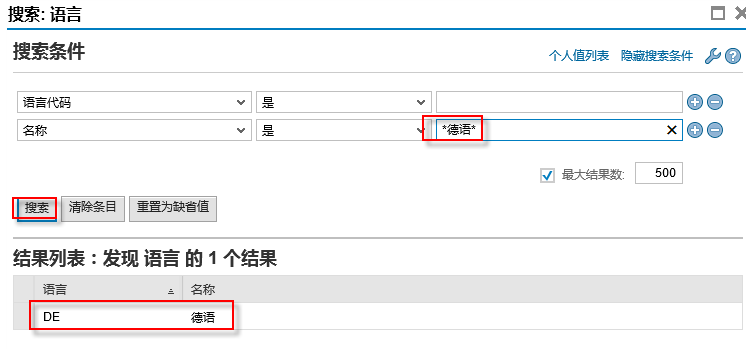 搜索: 语言
搜索条件
个人值列表 隐藏搜索条件
语言代码 是
名称 是 *德语*
最大结果数: 500
搜索 清除条目 重置为缺省值
结果列表：发现 语言 的 1 个结果
语言 名称
DE 德语